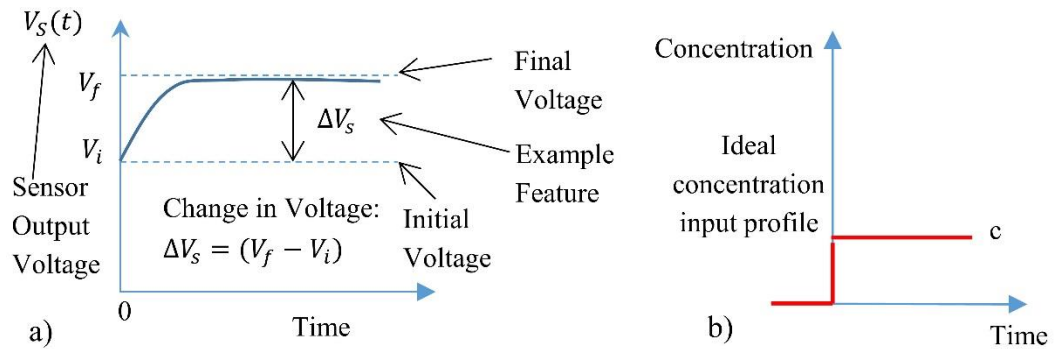 V_S(t)
V_f
V_i
Sensor
Output
Voltage
ΔV_s
Change in Voltage:
ΔV_s = (V_f − V_i)
Final
Voltage
Example
Feature
Initial
Voltage
0
Time
a)
Concentration
Ideal
concentration
input profile
c
Time
b)